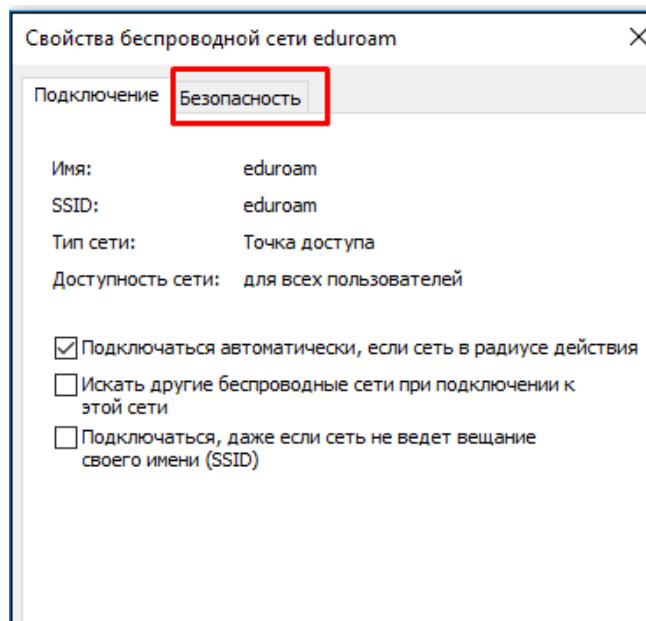 Свойства беспроводной сети eduroam
Подключение Безопасность
Имя: eduroam
SSID: eduroam
Тип сети: Точка доступа
Доступность сети: для всех пользователей
Подключаться автоматически, если сеть в радиусе действия
Искать другие беспроводные сети при подключении к
этой сети
Подключаться, даже если сеть не ведет вещание
своего имени (SSID)